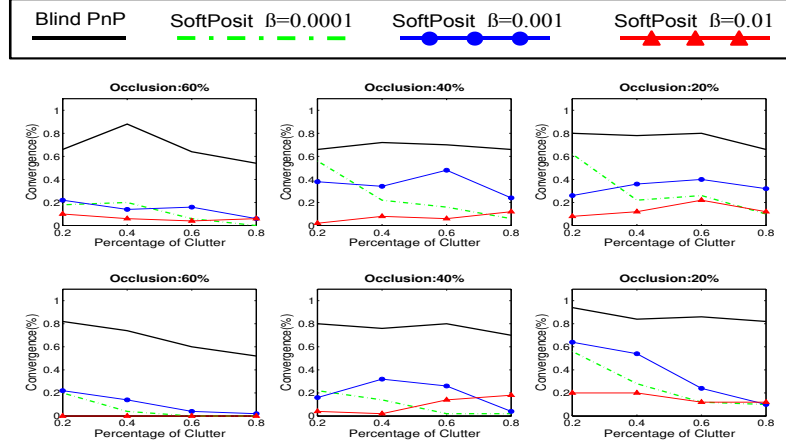 Blind PnP SoftPosit ß=0.0001 SoftPosit ß=0.001 SoftPosit ß=0.01
Occlusion:60% Occlusion:40% Occlusion:20%
Convergence(%) Convergence(%) Convergence(%)
1 1 1
0.8 0.8 0.8
0.6 0.6 0.6
0.4 0.4 0.4
0.2 0.2 0.2
0 0 0
0.2 0.4 0.6 0.8 0.2 0.4 0.6 0.8 0.2 0.4 0.6 0.8
Percentage of Clutter Percentage of Clutter Percentage of Clutter
Occlusion:60% Occlusion:40% Occlusion:20%
Convergence(%) Convergence(%) Convergence(%)
1 1 1
0.8 0.8 0.8
0.6 0.6 0.6
0.4 0.4 0.4
0.2 0.2 0.2
0 0 0
0.2 0.4 0.6 0.8 0.2 0.4 0.6 0.8 0.2 0.4 0.6 0.8
Percentage of Clutter Percentage of Clutter Percentage of Clutter